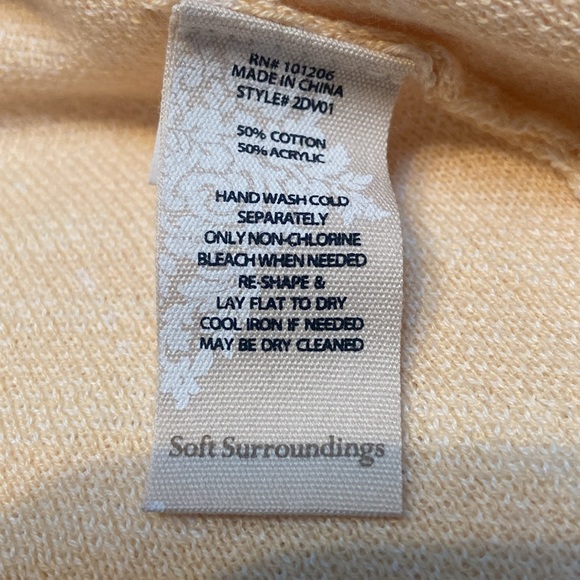 RN# 101206
MADE IN CHINA
STYLE# 2DV01
50% COTTON
50% ACRYLIC
HAND WASH COLD
SEPARATELY
ONLY NON-CHLORINE
BLEACH WHEN NEEDED
RE-SHAPE &
LAY FLAT TO DRY
COOL IRON IF NEEDED
MAY BE DRY CLEANED
Soft Surroundings